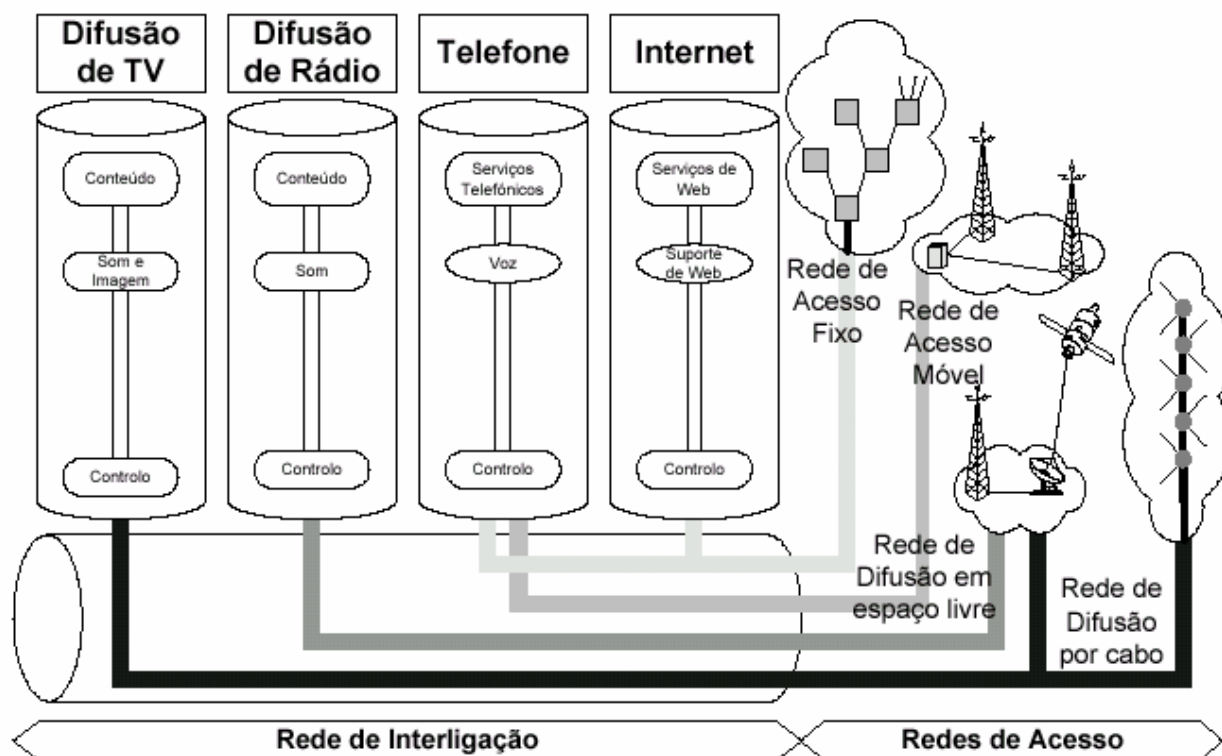 Difusão
de TV
Difusão
de Rádio
Telefone
Internet
Conteúdo
Som e
Imagem
Controlo
Conteúdo
Som
Controlo
Serviços
Telefónicos
Voz
Controlo
Serviços de
Web
Suporte
de Web
Controlo
Rede de
Acesso
Fixo
Rede de
Acesso
Móvel
Rede de
Difusão em
espaço livre
Rede de
Difusão
por cabo
Rede de Interligação
Redes de Acesso